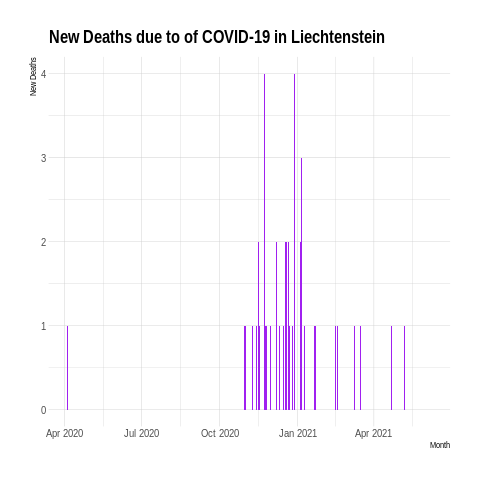 New Deaths due to of COVID-19 in Liechtenstein
New Deaths
4
3
2
1
0
Apr 2020 Jul 2020 Oct 2020 Jan 2021 Apr 2021
Month